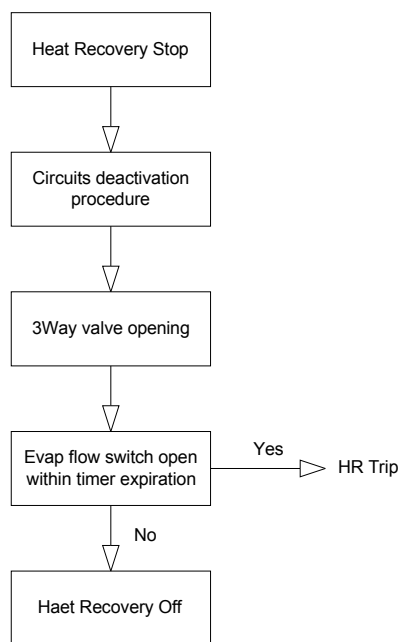 Heat Recovery Stop
Circuits deactivation
procedure
3Way valve opening
Evap flow switch open
within timer expiration
Yes
HR Trip
No
Haet Recovery Off